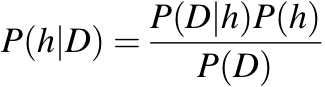 P(h|D) = P(D|h)P(h) / P(D)